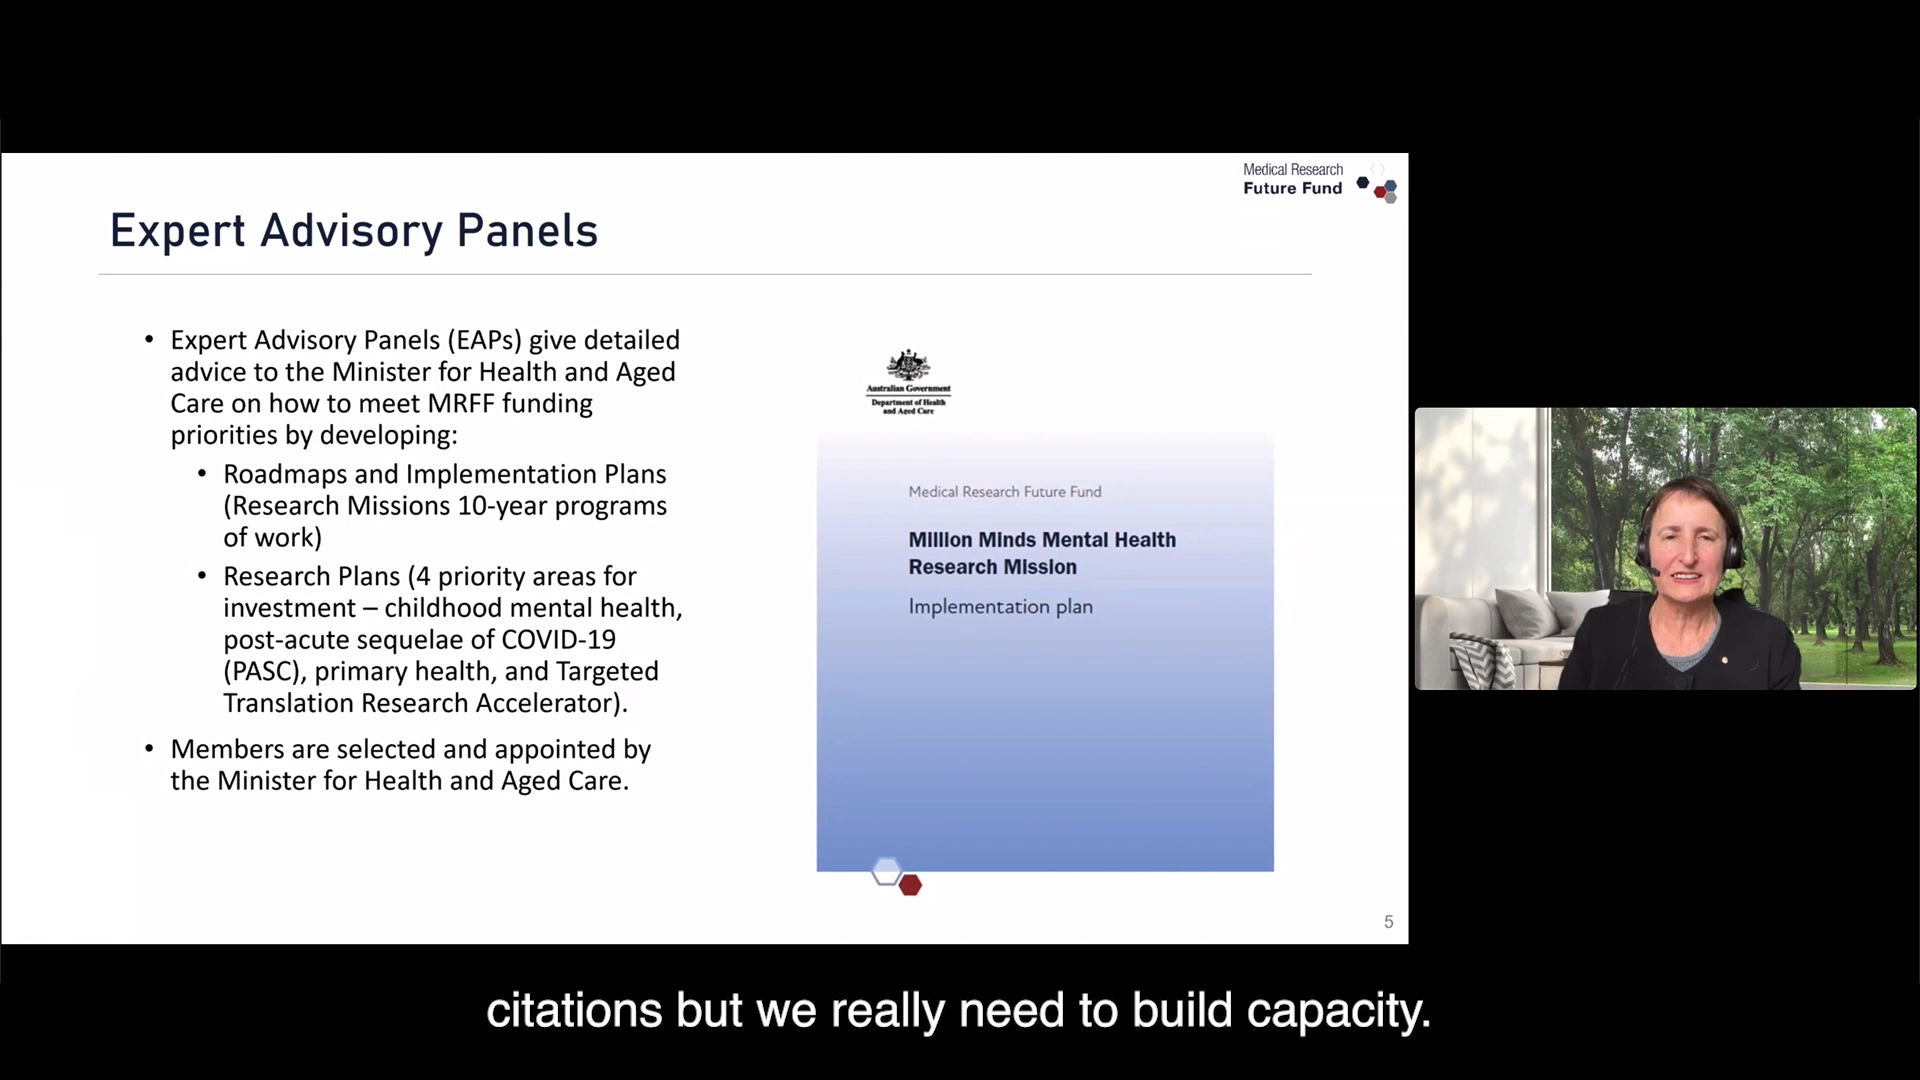 Medical Research
Future Fund
Expert Advisory Panels
• Expert Advisory Panels (EAPs) give detailed
advice to the Minister for Health and Aged
Care on how to meet MRFF funding
priorities by developing:
• Roadmaps and Implementation Plans
(Research Missions 10-year programs
of work)
• Research Plans (4 priority areas for
investment – childhood mental health,
post-acute sequelae of COVID-19
(PASC), primary health, and Targeted
Translation Research Accelerator).
• Members are selected and appointed by
the Minister for Health and Aged Care.
Australian Government
Department of Health
and Aged Care
Medical Research Future Fund
Million Minds Mental Health
Research Mission
Implementation plan
5
citations but we really need to build capacity.